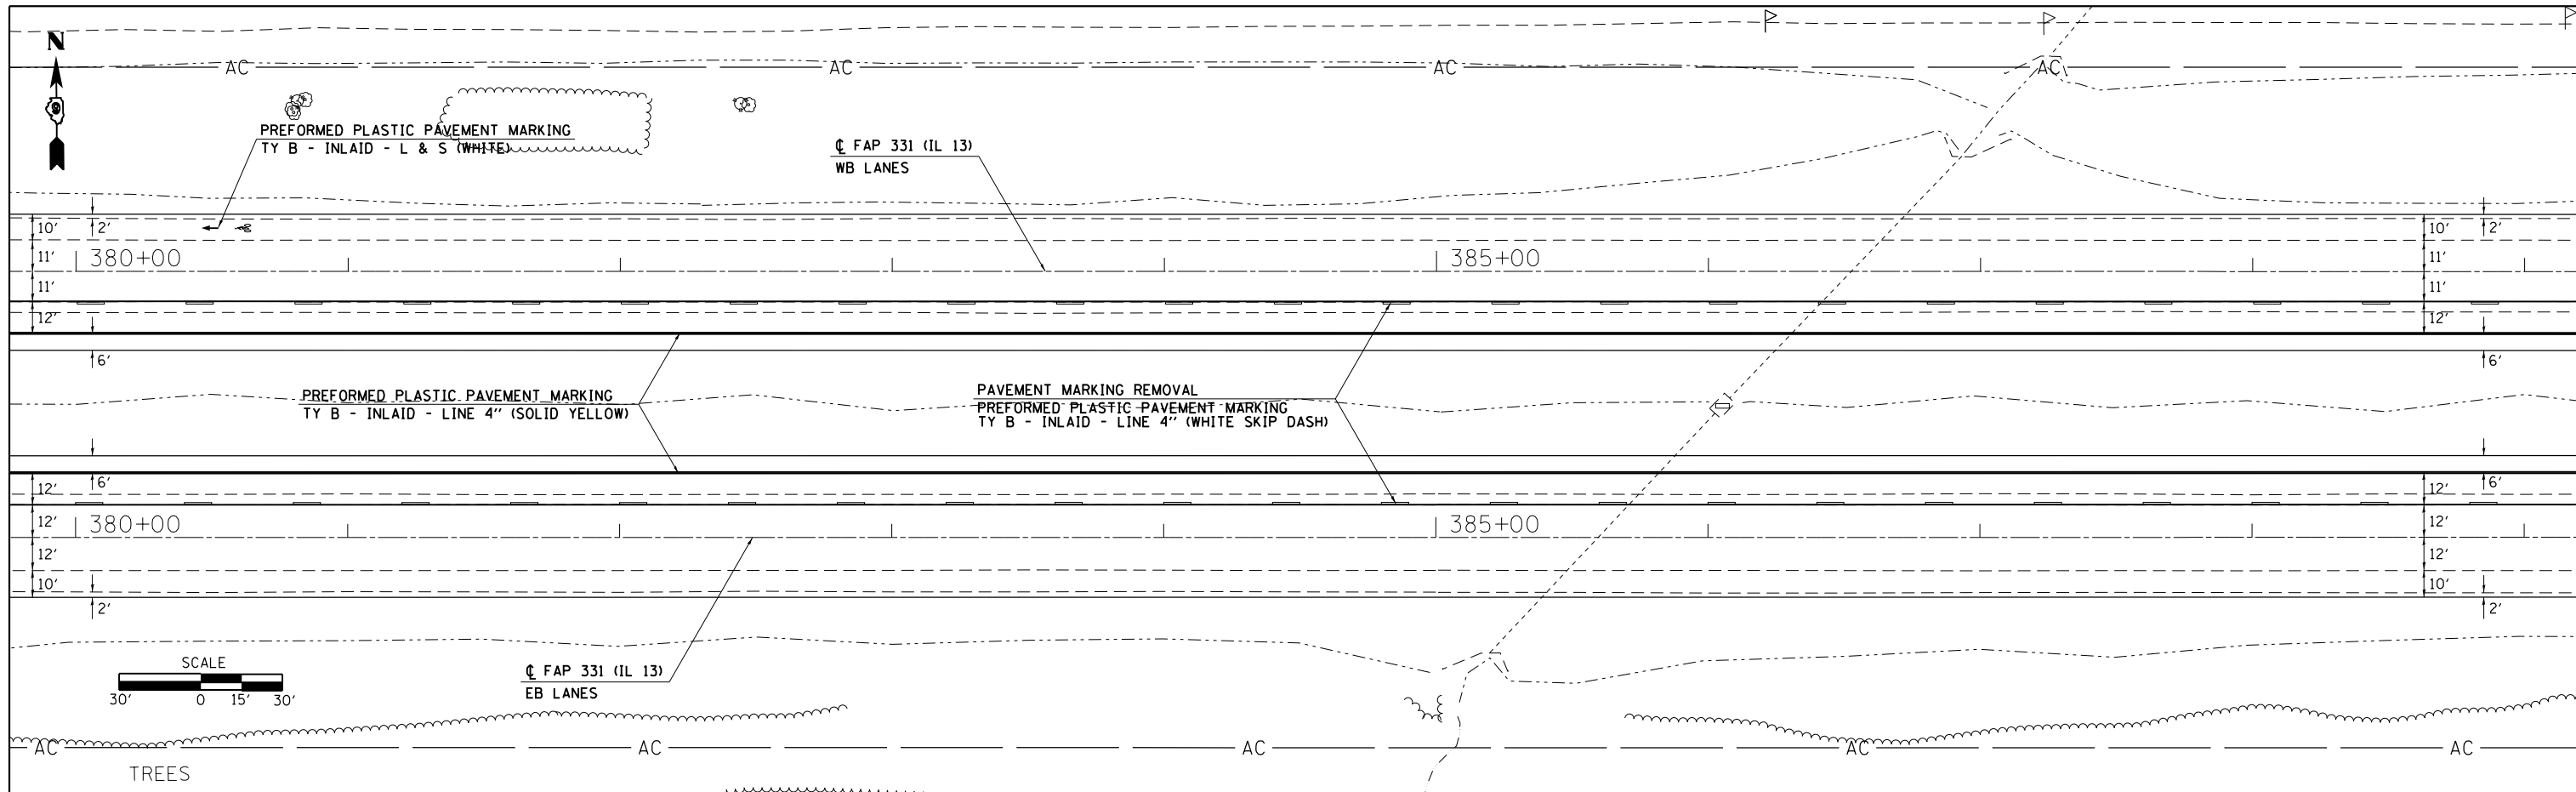 N
AC AC AC AC
PREFORMED PLASTIC PAVEMENT MARKING
TY B - INLAID - L & S (WHITE)
℄ FAP 331 (IL 13)
WB LANES
10' 2' 10' 2'
11' 380+00 385+00 11'
11' 11'
12' 12'
6' 6'
PREFORMED PLASTIC PAVEMENT MARKING
TY B - INLAID - LINE 4" (SOLID YELLOW)
PAVEMENT MARKING REMOVAL
PREFORMED PLASTIC PAVEMENT MARKING
TY B - INLAID - LINE 4" (WHITE SKIP DASH)
12' 6' 12' 6'
12' 380+00 385+00 12'
12' 12'
10' 10'
2' 2'
℄ FAP 331 (IL 13)
EB LANES
SCALE
30' 0 15' 30'
AC AC AC AC AC
TREES